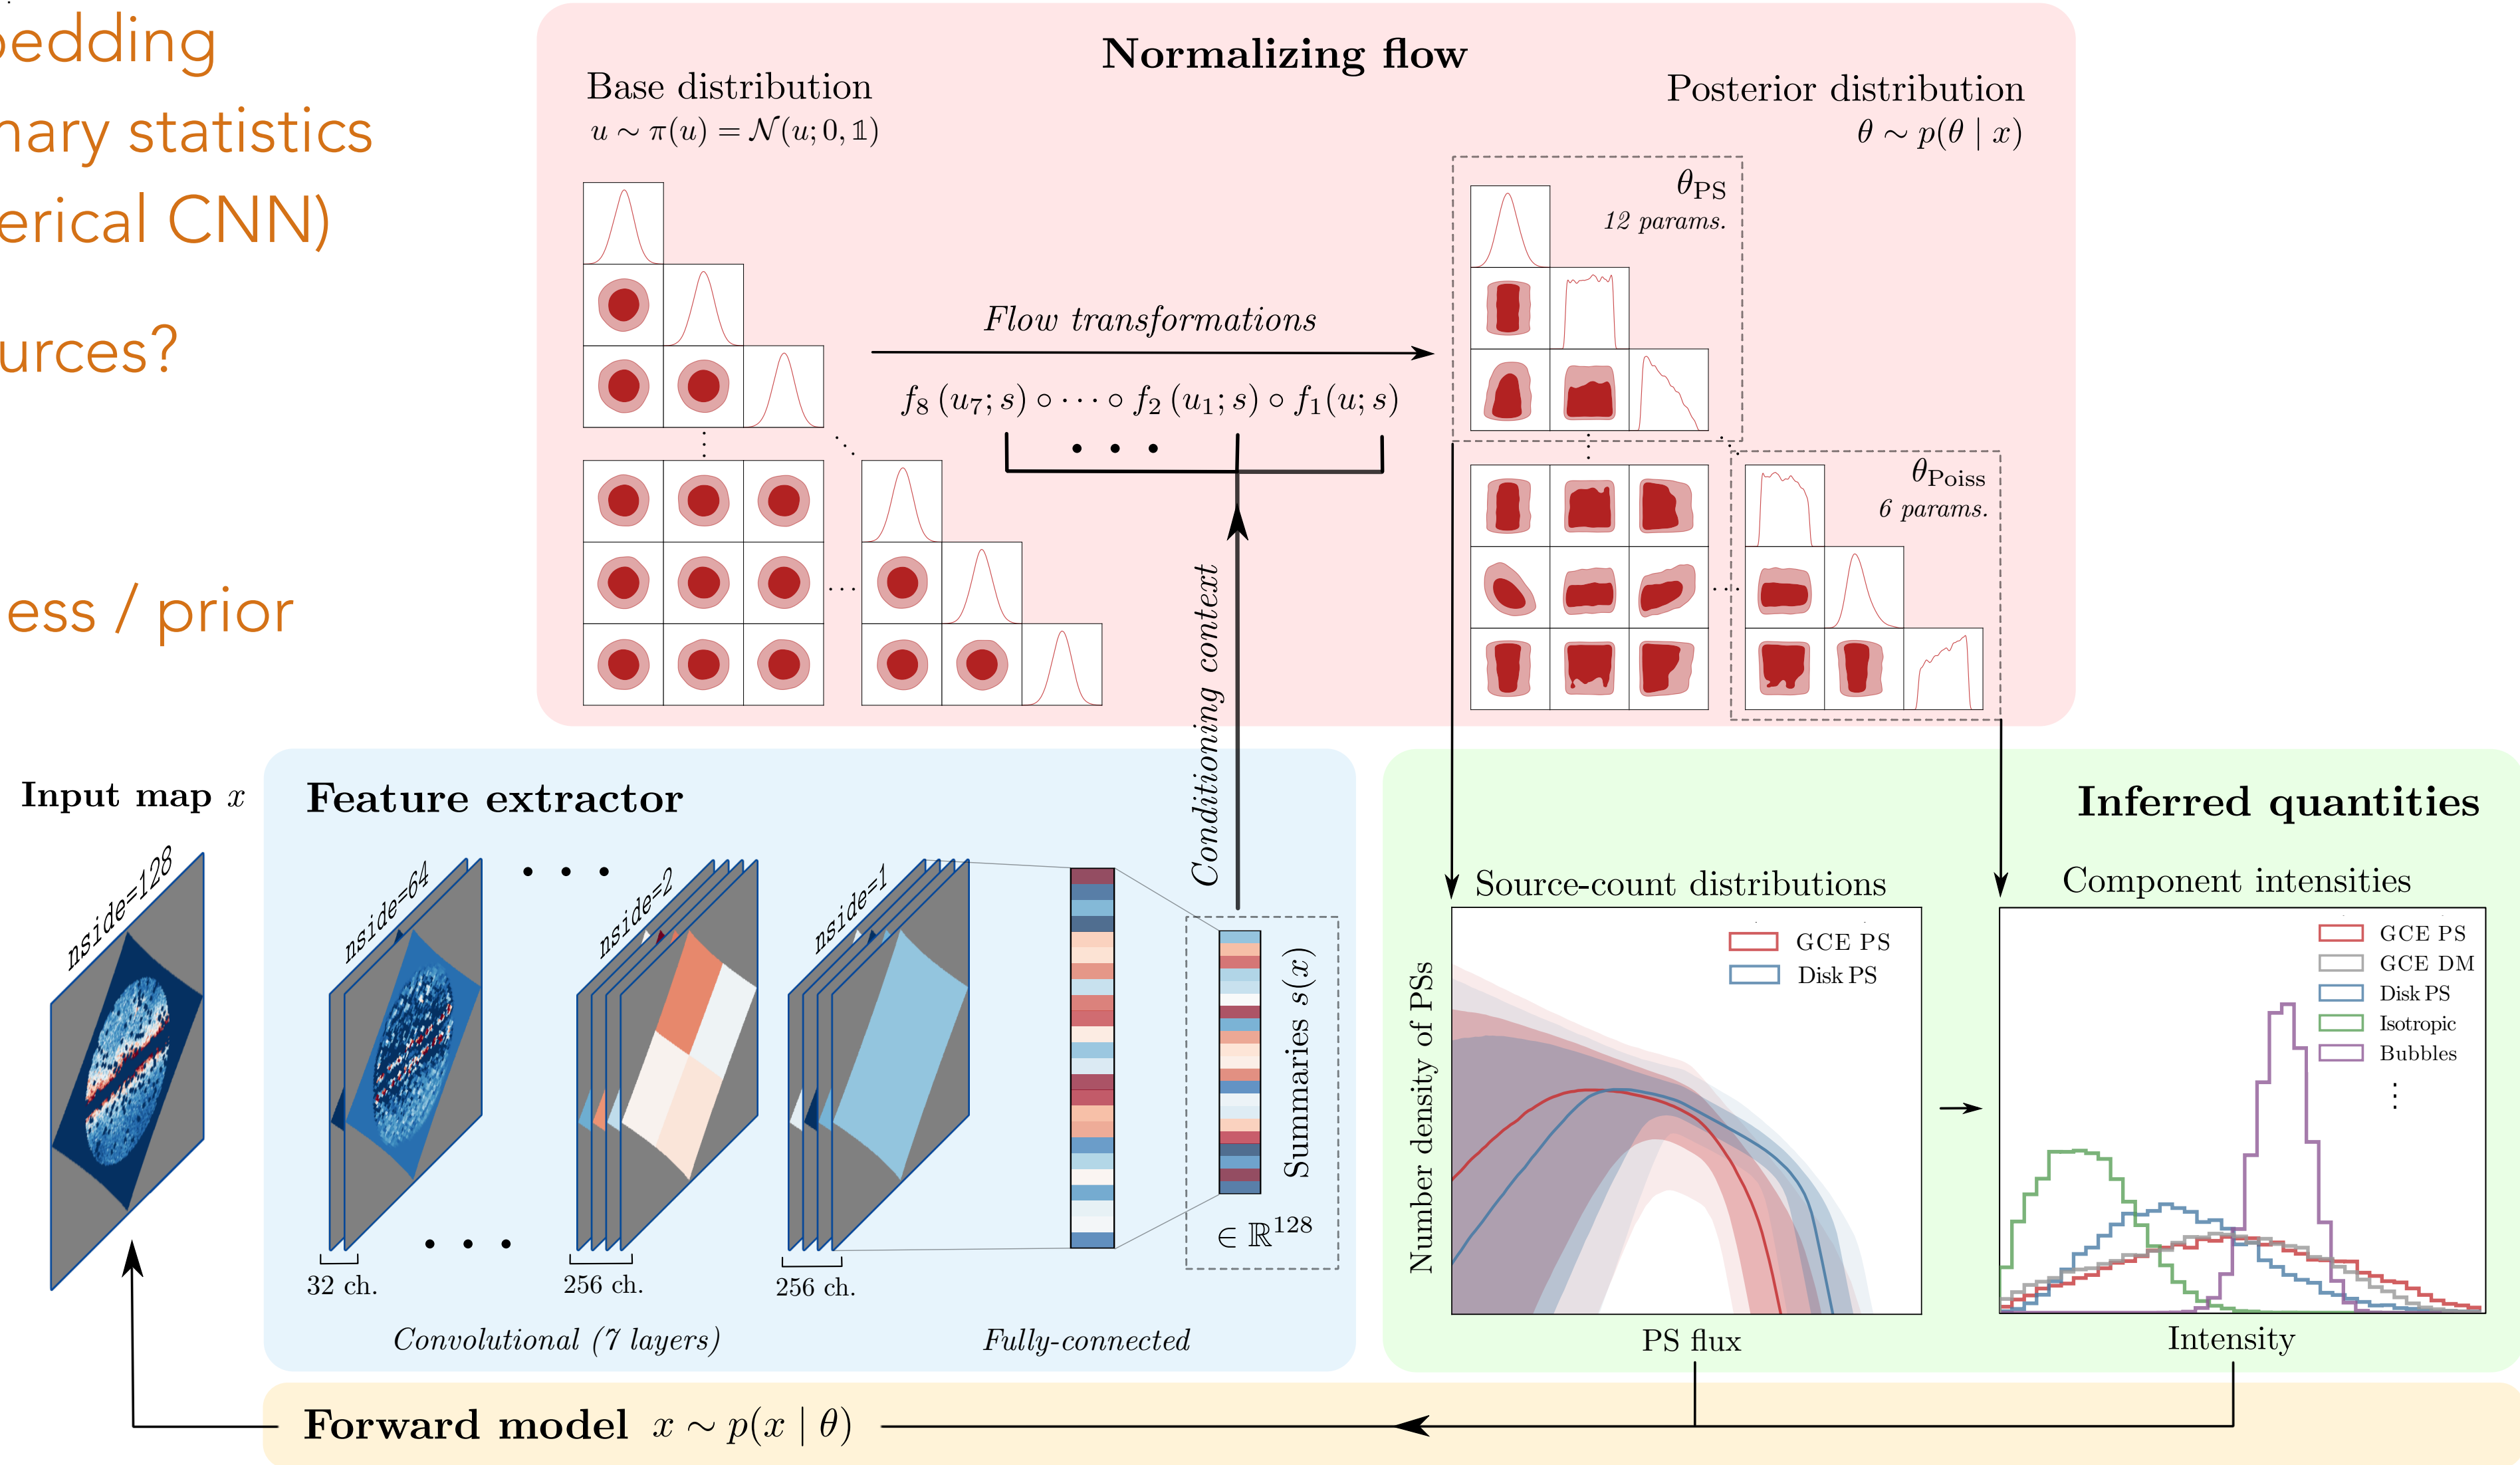 bedding
nary statistics
erical CNN)
urces?
ess / prior
Normalizing flow
Base distribution
u ∼ π(u) = 𝒩(u; 0, 𝟙)
Posterior distribution
θ ∼ p(θ | x)
θ_PS
12 params.
Flow transformations
f₈ (u₇; s) ∘ ⋯ ∘ f₂ (u₁; s) ∘ f₁(u; s)
• • •
θ_Poiss
6 params.
Conditioning context
Input map x
Feature extractor
nside=128
nside=64
• • •
nside=2
nside=1
Summaries s(x)
∈ ℝ¹²⁸
• • •
32 ch.
256 ch.
256 ch.
Convolutional (7 layers)
Fully-connected
Inferred quantities
Source-count distributions
GCE PS
Disk PS
Number density of PSs
PS flux
Component intensities
GCE PS
GCE DM
Disk PS
Isotropic
Bubbles
⋮
Intensity
Forward model x ∼ p(x | θ)